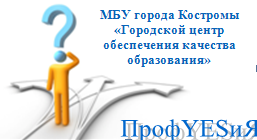 МБУ города Костромы
«Городской центр
обеспечения качества
образования»
ПрофYESиЯ